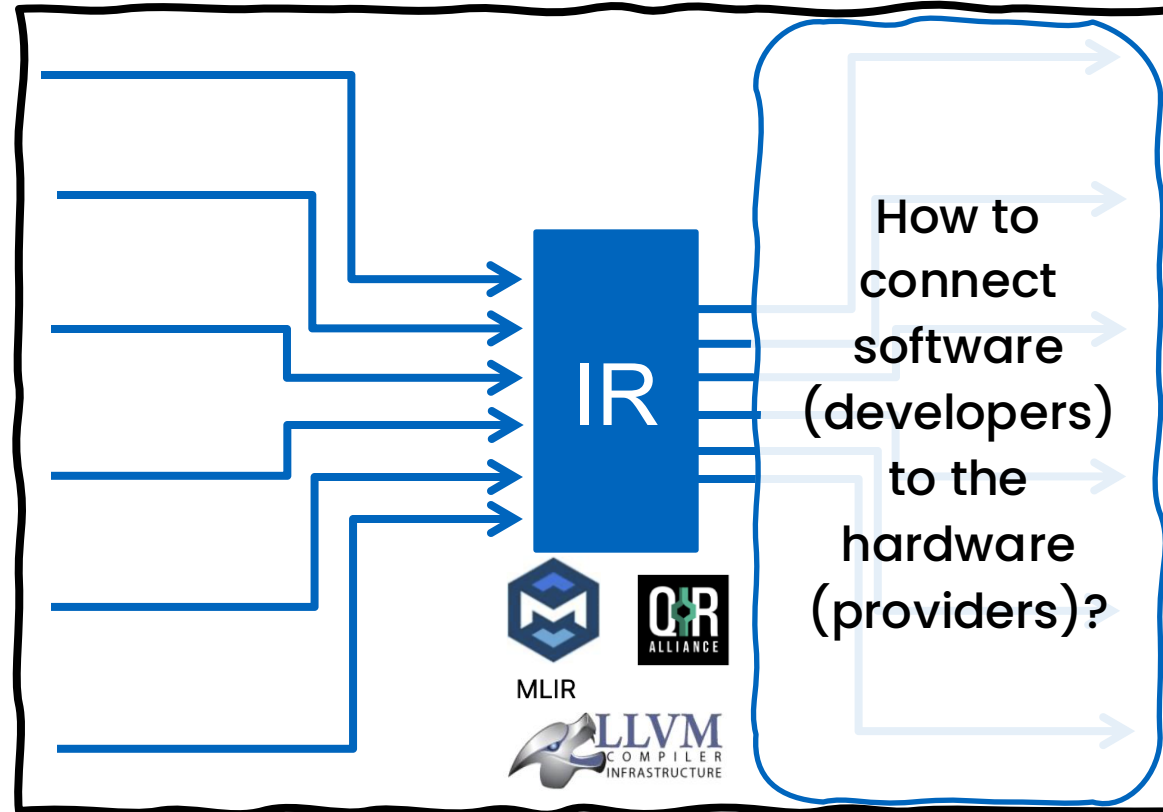 How to
connect
software
(developers)
to the
hardware
(providers)?
IR
QIR
ALLIANCE
MLIR
LLVM
COMPILER
INFRASTRUCTURE